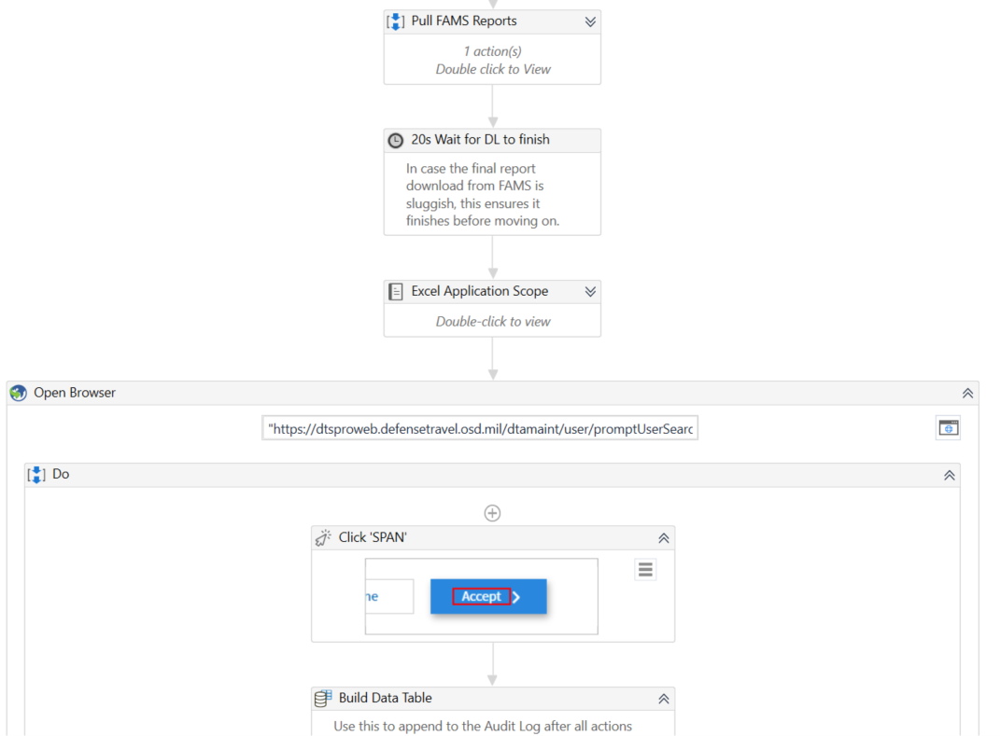 Pull FAMS Reports
1 action(s)
Double click to View
20s Wait for DL to finish
In case the final report
download from FAMS is
sluggish, this ensures it
finishes before moving on.
Excel Application Scope
Double-click to view
Open Browser
"https://dtsproweb.defensetravel.osd.mil/dtamaint/user/promptUserSearc
Do
Click 'SPAN'
ne
Accept
Build Data Table
Use this to append to the Audit Log after all actions